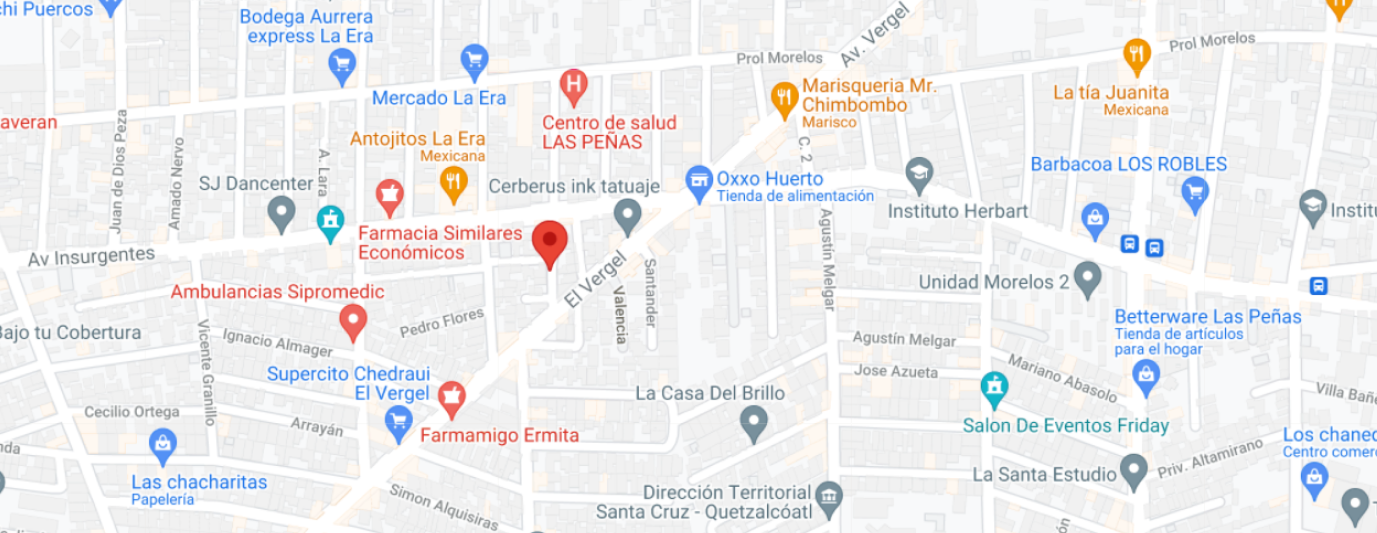 chi Puercos
Bodega Aurrera
express La Era
Mercado La Era
Prol Morelos
Av. Vergel
Prol Morelos
Marisqueria Mr.
Chimbombo
Marisco
La tía Juanita
Mexicana
averan
Juan de Dios Peza
Amado Nervo
A. Lara
Antojitos La Era
Mexicana
Centro de salud
LAS PEÑAS
C. 2
Barbacoa LOS ROBLES
SJ Dancenter
Cerberus ink tatuaje
Oxxo Huerto
Tienda de alimentación
Instituto Herbart
Institu
Farmacia Similares
Económicos
Av Insurgentes
El Vergel
Agustín Melgar
Santander
Valencia
Unidad Morelos 2
Ambulancias Sipromedic
Bajo tu Cobertura
Vicente Granillo
Ignacio Almager
Pedro Flores
Betterware Las Peñas
Tienda de artículos
para el hogar
Agustín Melgar
Jose Azueta
Mariano Abasolo
Supercito Chedraui
El Vergel
La Casa Del Brillo
Villa Bañe
Cecilio Ortega
Arrayán
Farmamigo Ermita
Salon De Eventos Friday
Los chaneq
Centro comerc
nda
Las chacharitas
Papelería
Simon Alquisiras
Dirección Territorial
Santa Cruz - Quetzalcóatl
La Santa Estudio
Priv. Altamirano
ón